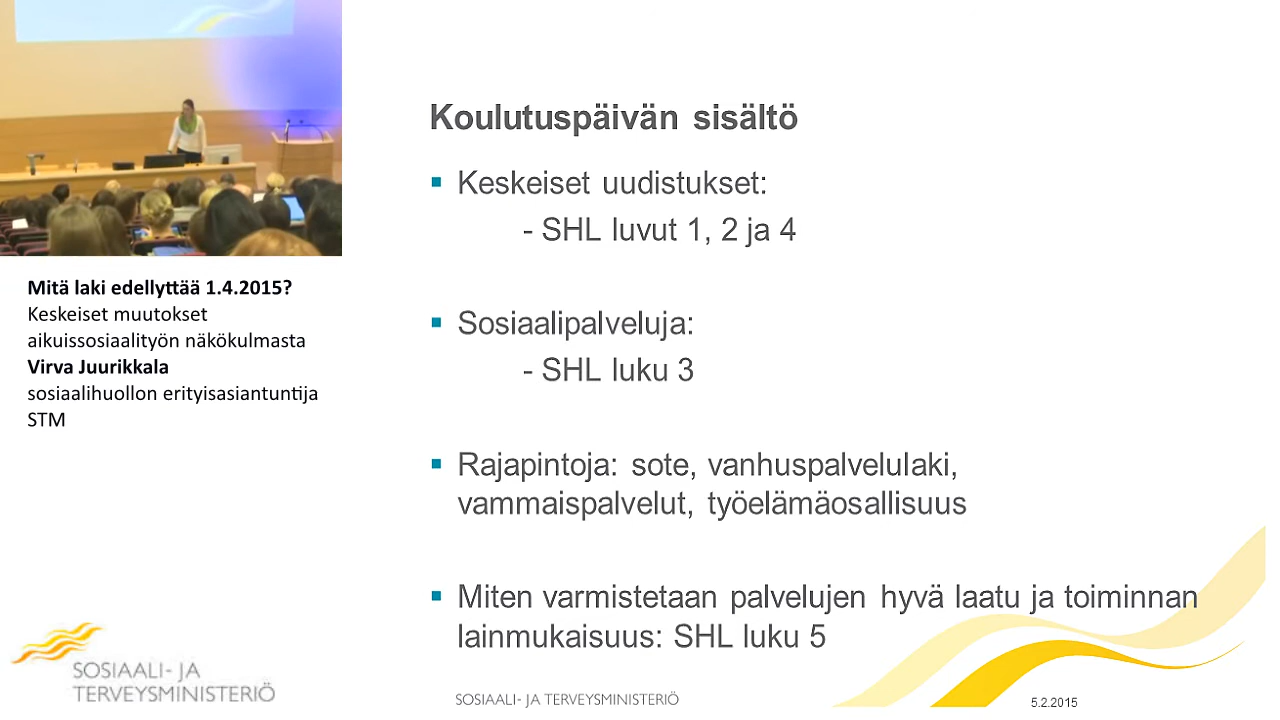 Mitä laki edellyttää 1.4.2015?
Keskeiset muutokset
aikuissosiaalityön näkökulmasta
Virva Juurikkala
sosiaalihuollon erityisasiantuntija
STM
SOSIAALI- JA
TERVEYSMINISTERIÖ
Koulutuspäivän sisältö
Keskeiset uudistukset:
- SHL luvut 1, 2 ja 4
Sosiaalipalveluja:
- SHL luku 3
Rajapintoja: sote, vanhuspalvelulaki,
vammaispalvelut, työelämäosallisuus
Miten varmistetaan palvelujen hyvä laatu ja toiminnan
lainmukaisuus: SHL luku 5
SOSIAALI- JA TERVEYSMINISTERIÖ
5.2.2015